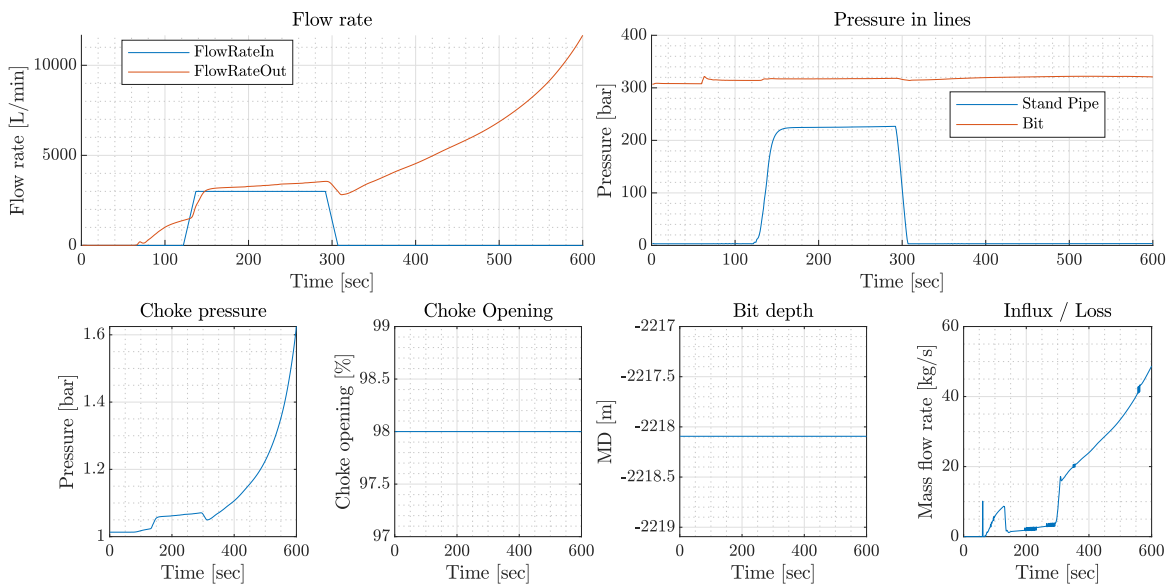 Flow rate
Flow rate [L/min]
10000
5000
0
FlowRateIn
FlowRateOut
0 100 200 300 400 500 600
Time [sec]
Pressure in lines
Pressure [bar]
400
300
200
100
0
Stand Pipe
Bit
0 100 200 300 400 500 600
Time [sec]
Choke pressure
Pressure [bar]
1.6
1.4
1.2
1
0 200 400 600
Time [sec]
Choke Opening
Choke opening [%]
99
98.5
98
97.5
97
0 200 400 600
Time [sec]
Bit depth
MD [m]
-2217
-2217.5
-2218
-2218.5
-2219
0 200 400 600
Time [sec]
Influx / Loss
Mass flow rate [kg/s]
60
40
20
0
0 200 400 600
Time [sec]